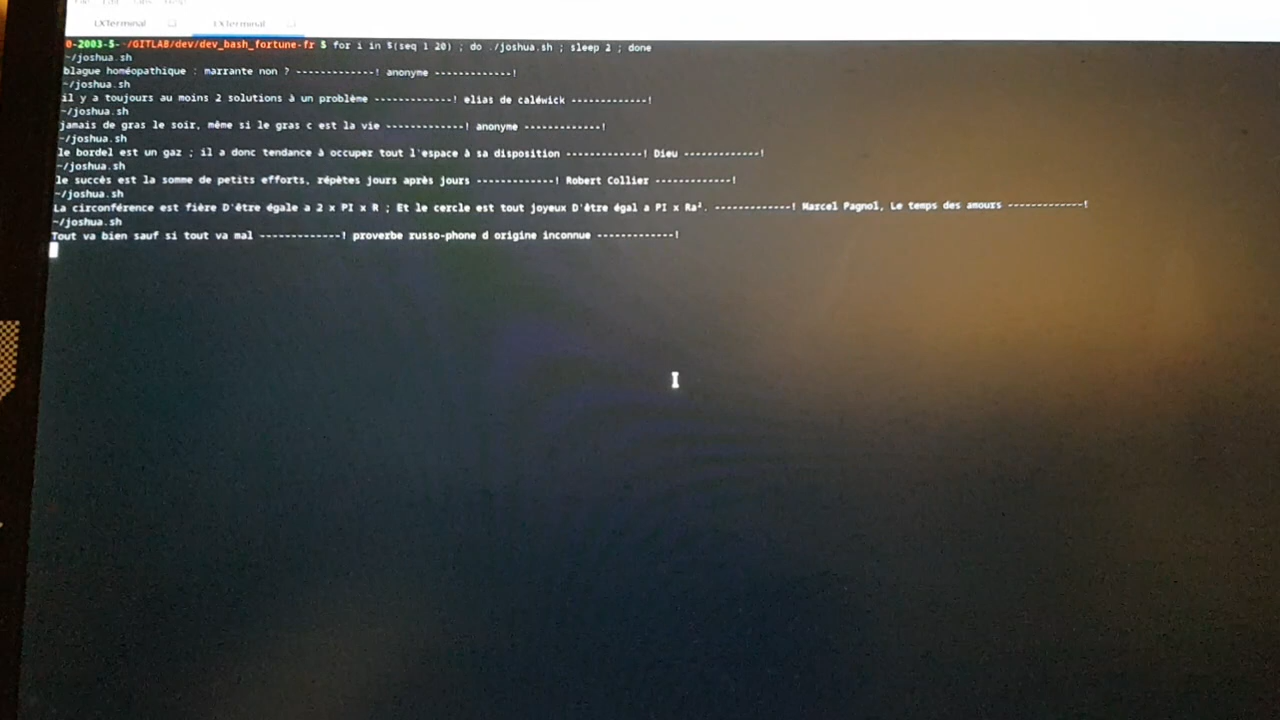 File Edit Tabs Help
LXTerminal LXTerminal
0-2003-5- ~/GITLAB/dev/dev_bash_fortune-fr $ for i in $(seq 1 20) ; do ./joshua.sh ; sleep 2 ; done
~/joshua.sh
blague homéopathique : marrante non ? -------------! anonyme -------------!
~/joshua.sh
il y a toujours au moins 2 solutions à un problème -------------! elias de caléwick -------------!
~/joshua.sh
jamais de gras le soir, même si le gras c est la vie -------------! anonyme -------------!
~/joshua.sh
le bordel est un gaz ; il a donc tendance à occuper tout l'espace à sa disposition -------------! Dieu -------------!
~/joshua.sh
le succès est la somme de petits efforts, répètes jours après jours -------------! Robert Collier -------------!
~/joshua.sh
La circonférence est fière D'être égale a 2 x PI x R ; Et le cercle est tout joyeux D'être égal a PI x Ra². -------------! Marcel Pagnol, Le temps des amours -------------!
~/joshua.sh
Tout va bien sauf si tout va mal -------------! proverbe russo-phone d origine inconnue -------------!